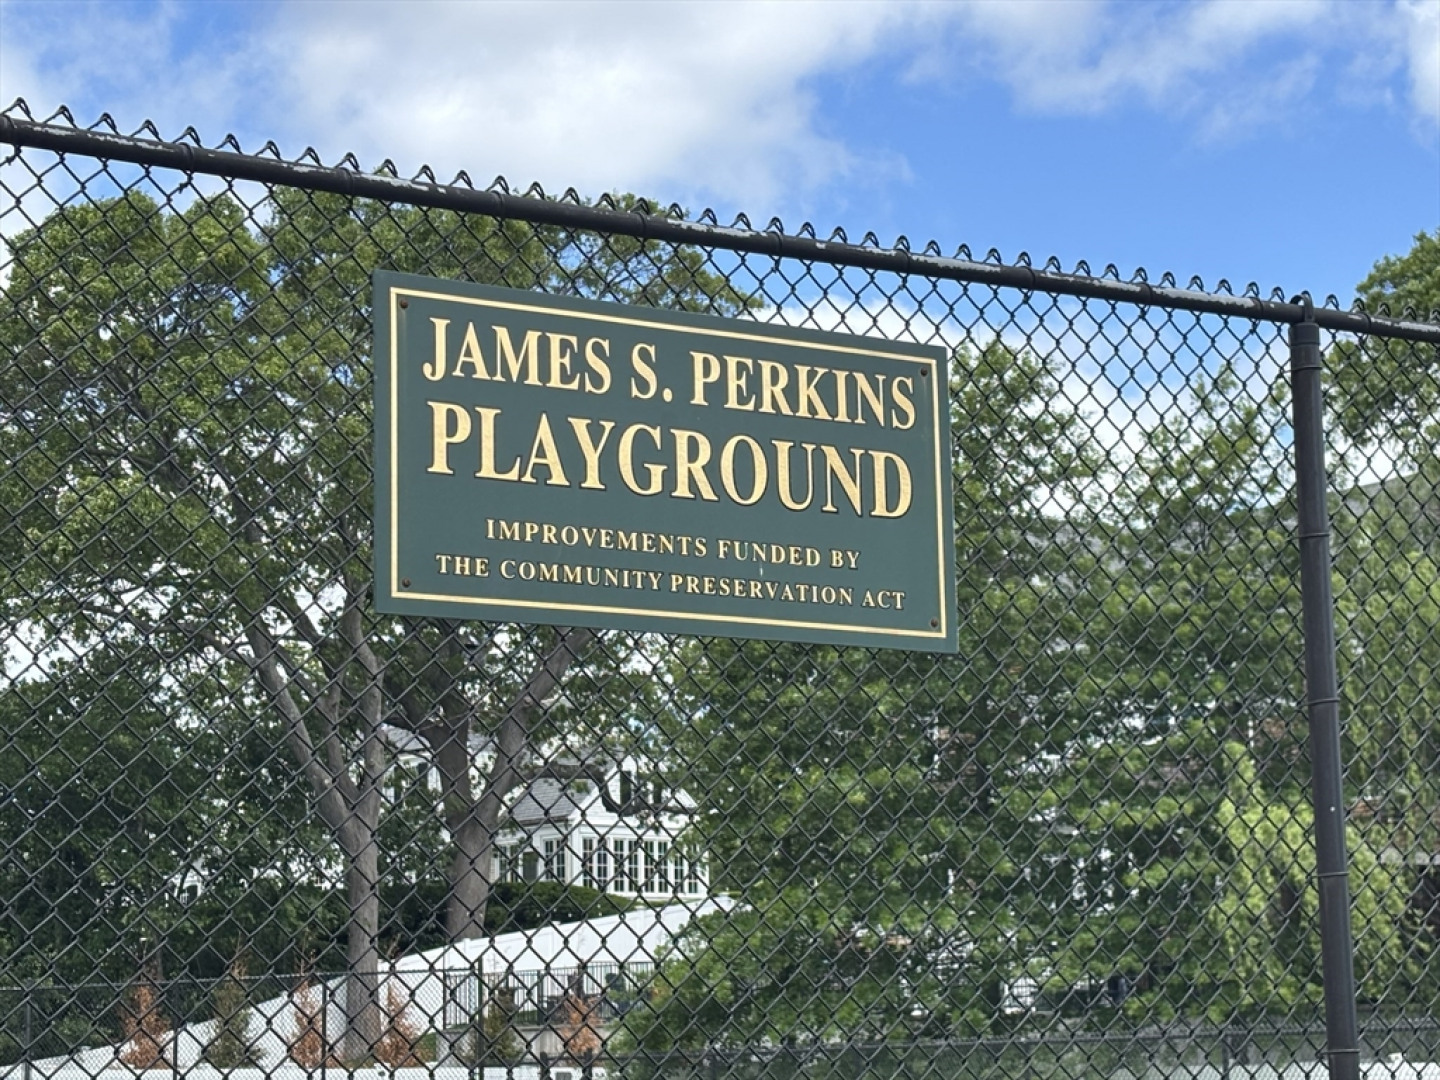 JAMES S. PERKINS
PLAYGROUND
IMPROVEMENTS FUNDED BY
THE COMMUNITY PRESERVATION ACT